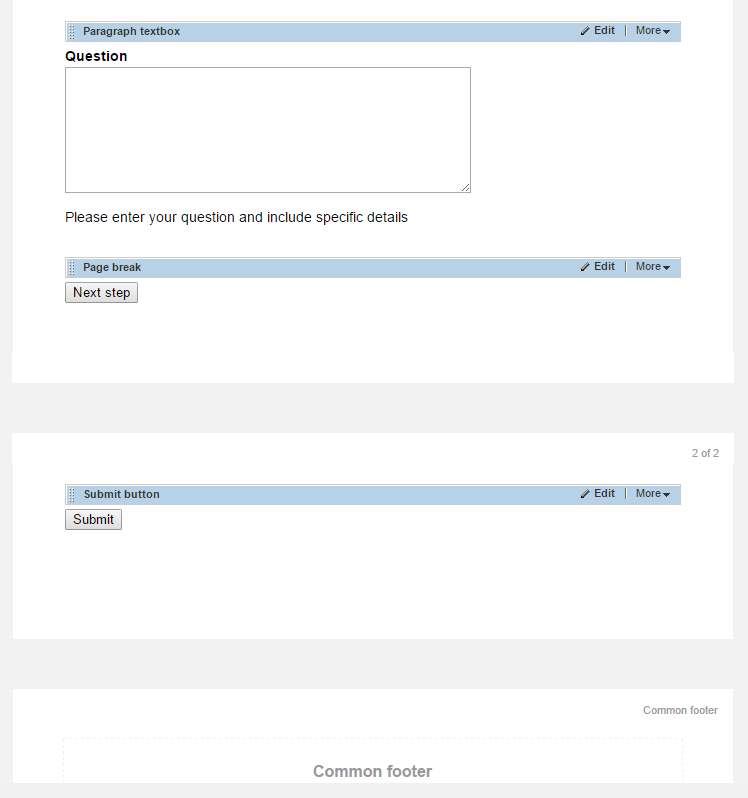 Paragraph textbox Edit | More
Question
Please enter your question and include specific details
Page break Edit | More
Next step
2 of 2
Submit button Edit | More
Submit
Common footer
Common footer